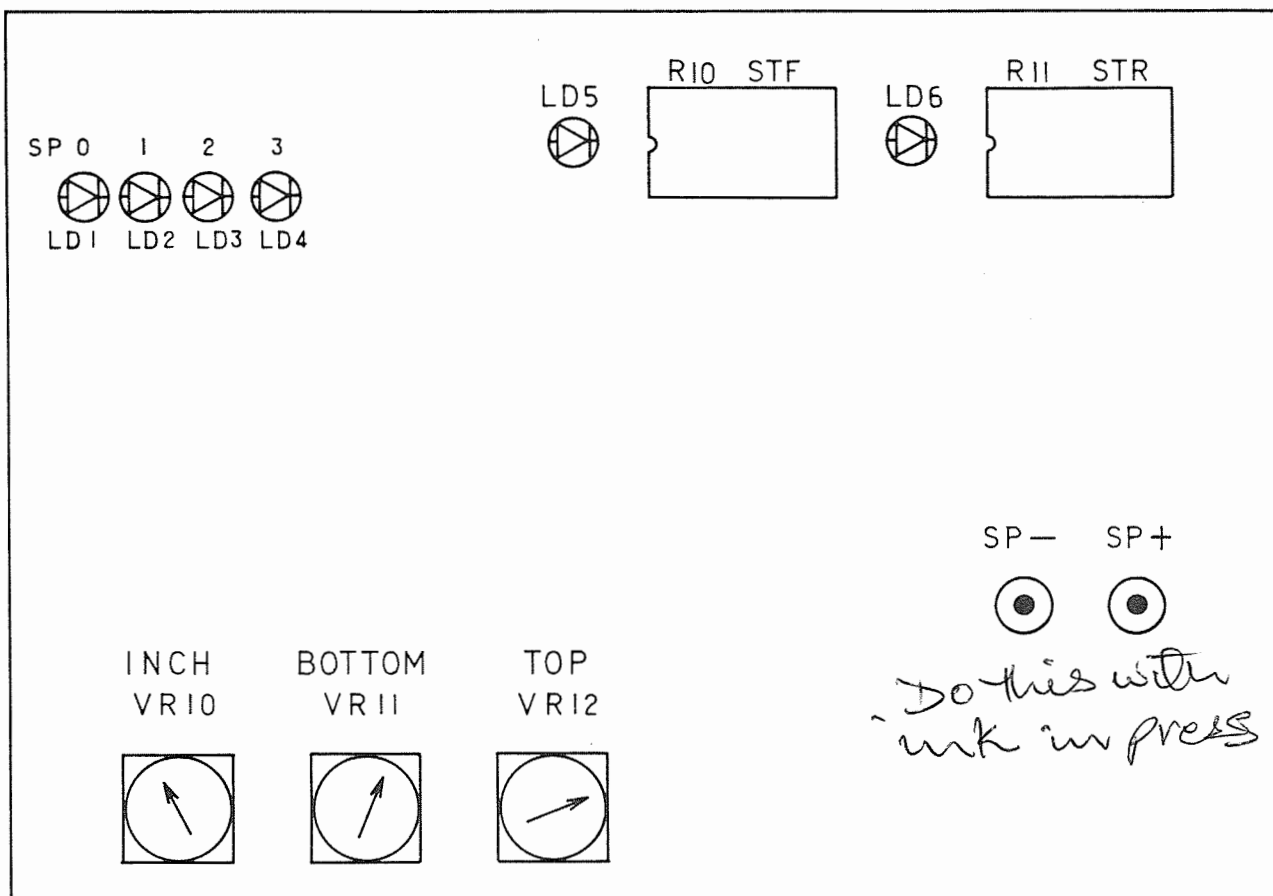 R10 STF
R11 STR
LD5
LD6
SP 0 1 2 3
LD1 LD2 LD3 LD4
SP− SP+
INCH BOTTOM TOP
VR10 VR11 VR12
Do this with
ink in press